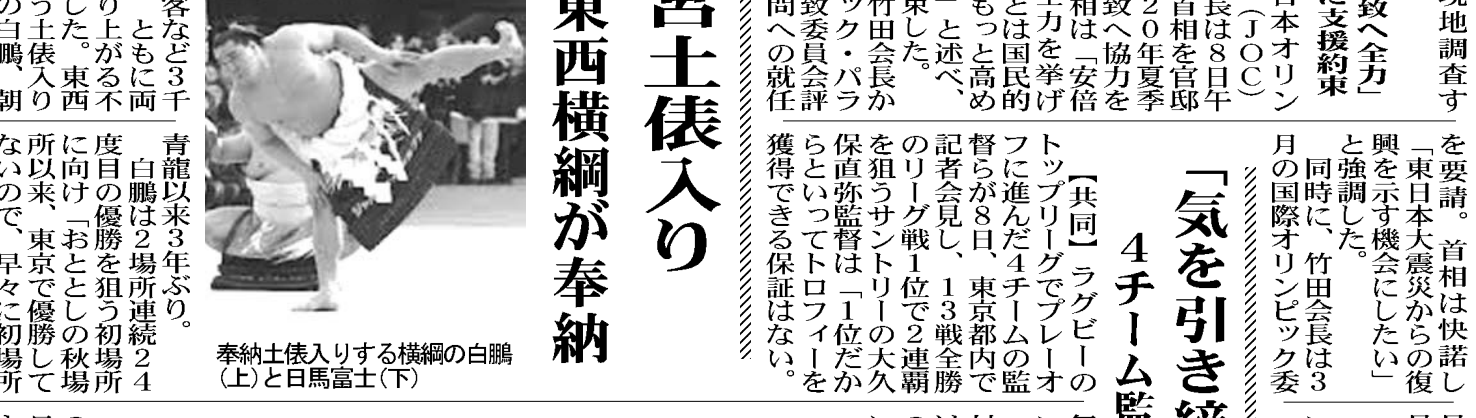 現地調査す
致へ全力」
に支援約束
日本オリン
(JOC)
長は8日午
首相を官邸
20年夏季
致へ協力を
相は「安倍
全力を挙げ
とは国民的
もっと高め
」と述べ、
束した。
竹田会長か
ック・パラ
致委員会評
問への就任
を要請。首相は快諾し
「東日本大震災からの復
興を示す機会にしたい」
と強調した。
同時に、竹田会長は3
月の国際オリンピック委
「気を引き締
4チーム監
【共同】ラグビーの
トップリーグでプレーオ
フに進んだ4チームの監
督らが8日、東京都内で
記者会見し、13戦全勝
のリーグ戦1位で2連覇
を狙うサントリーの大久
保直弥監督は「1位だか
らといってトロフィーを
獲得できる保証はない。
宮土俵入り
東西横綱が奉納
奉納土俵入りする横綱の白鵬
(上)と日馬富士(下)
客など3千
ともに両
り上がる不
した。東西
う土俵入り
の白鵬、朝
青龍以来3年ぶり。
白鵬は2場所連続24
度目の優勝を狙う初場所
に向け「おととしの秋場
所以来、東京で優勝して
ないので、早々に初場所